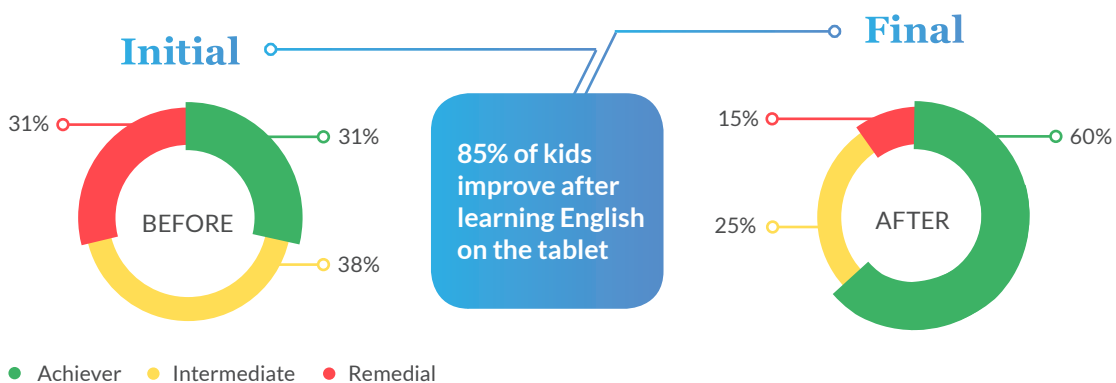 Initial
Final
31%
31%
BEFORE
38%
85% of kids
improve after
learning English
on the tablet
15%
60%
25%
AFTER
Achiever
Intermediate
Remedial